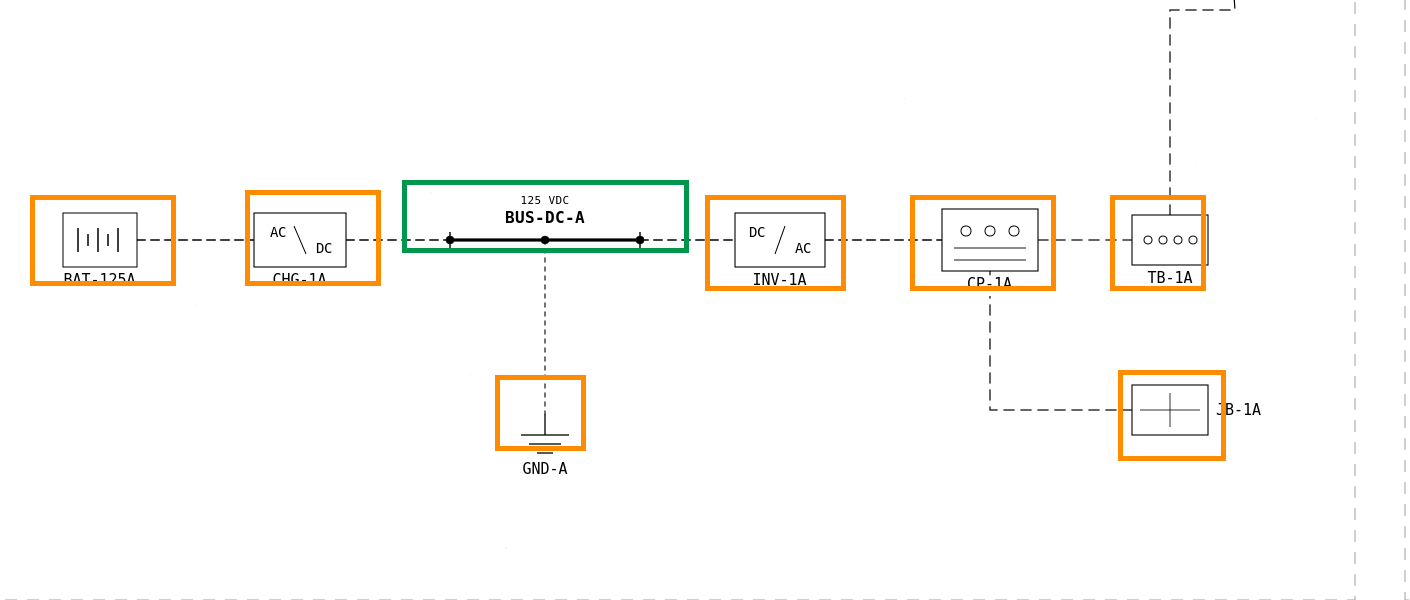 125 VDC
BUS-DC-A
AC
DC
DC
AC
BAT-125A
CHG-1A
INV-1A
CP-1A
TB-1A
JB-1A
GND-A